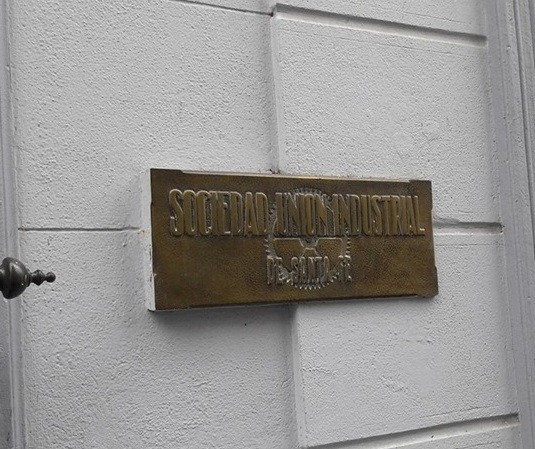 SOCIEDAD UNION INDUSTRIAL
DE SANTA FE